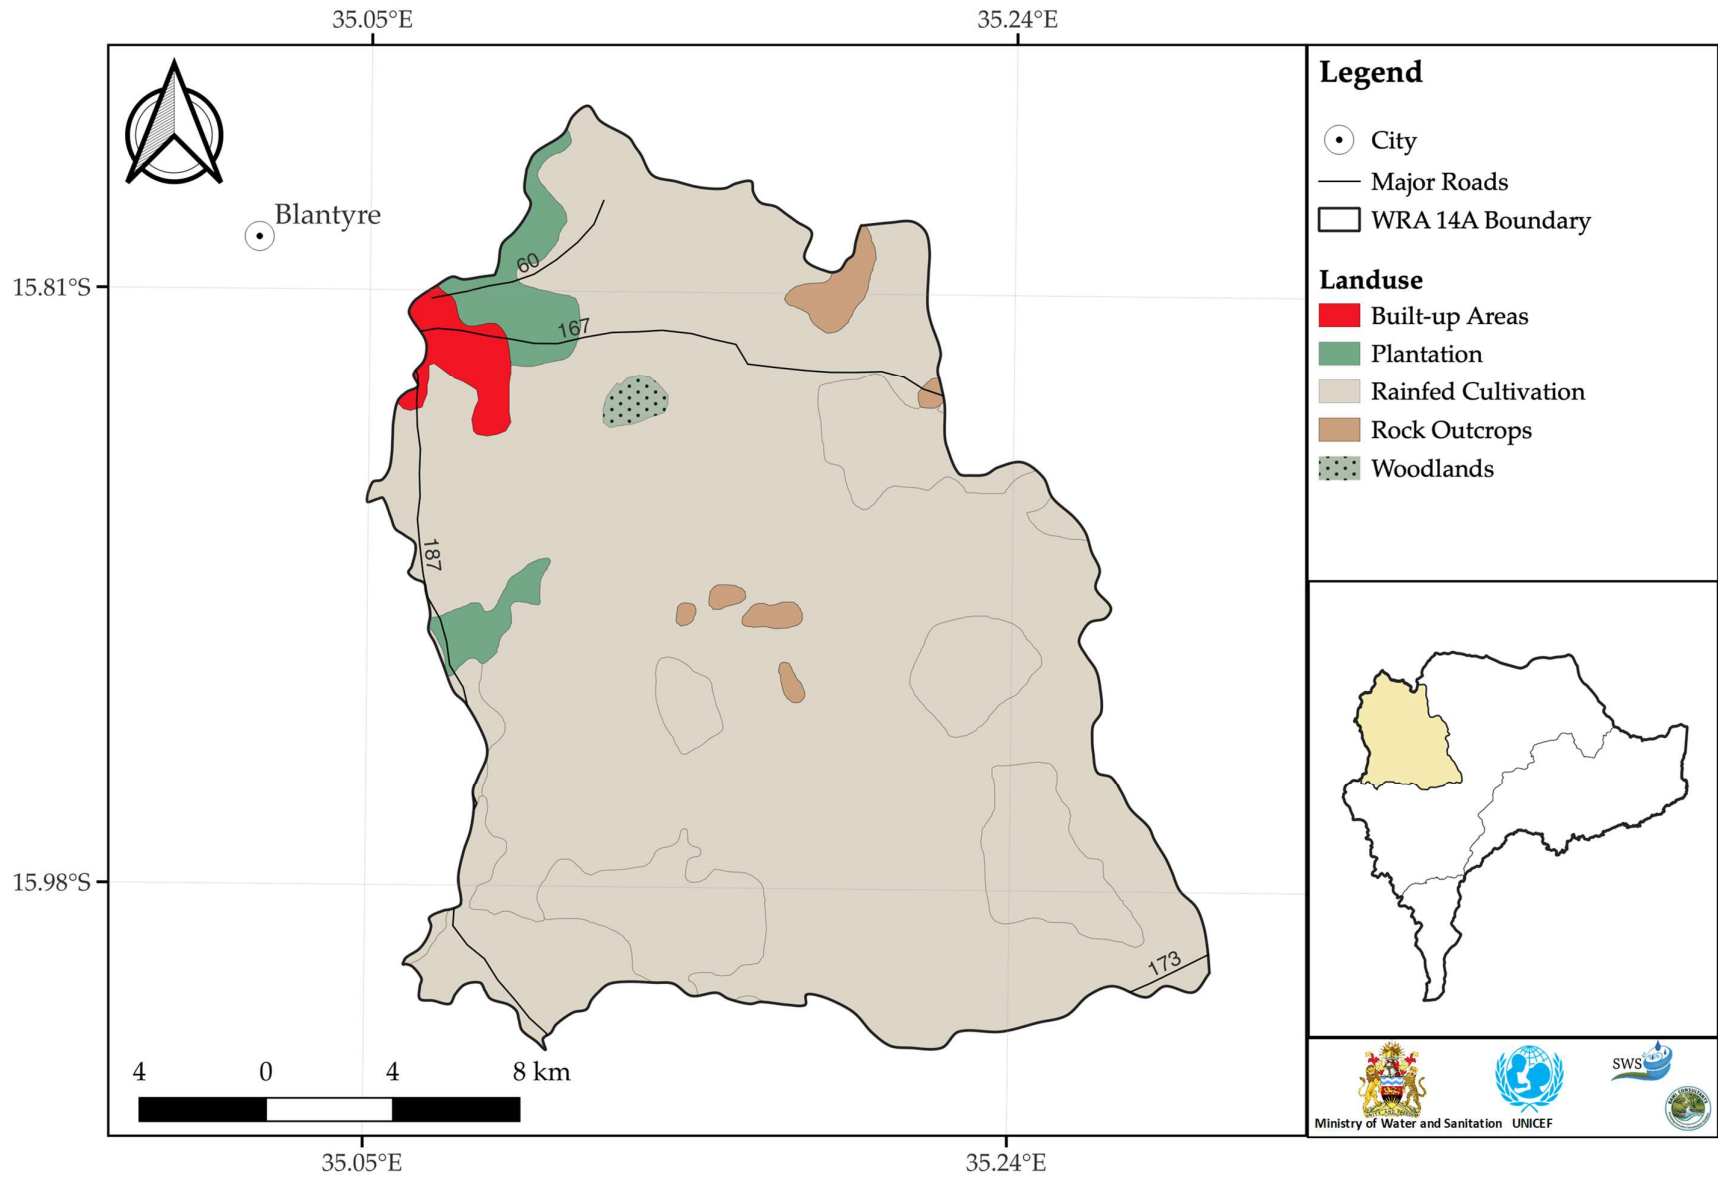 35.05°E 35.24°E
Blantyre
15.81°S
60
167
187
15.98°S
173
4 0 4 8 km
35.05°E 35.24°E
Legend
City
Major Roads
WRA 14A Boundary
Landuse
Built-up Areas
Plantation
Rainfed Cultivation
Rock Outcrops
Woodlands
SWS
Ministry of Water and Sanitation UNICEF